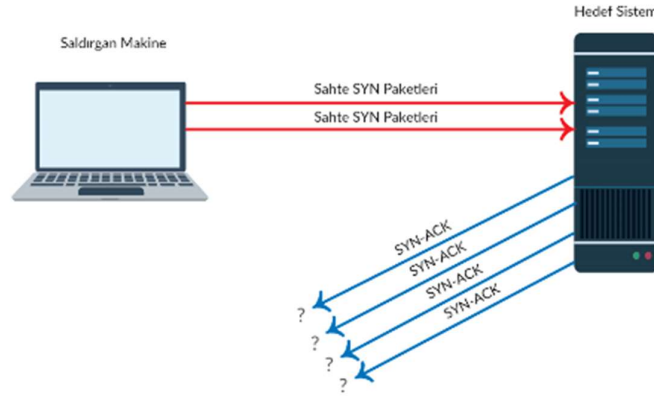 Hedef Sistem
Saldırgan Makine
Sahte SYN Paketleri
Sahte SYN Paketleri
SYN-ACK
SYN-ACK
SYN-ACK
SYN-ACK
?
?
?
?